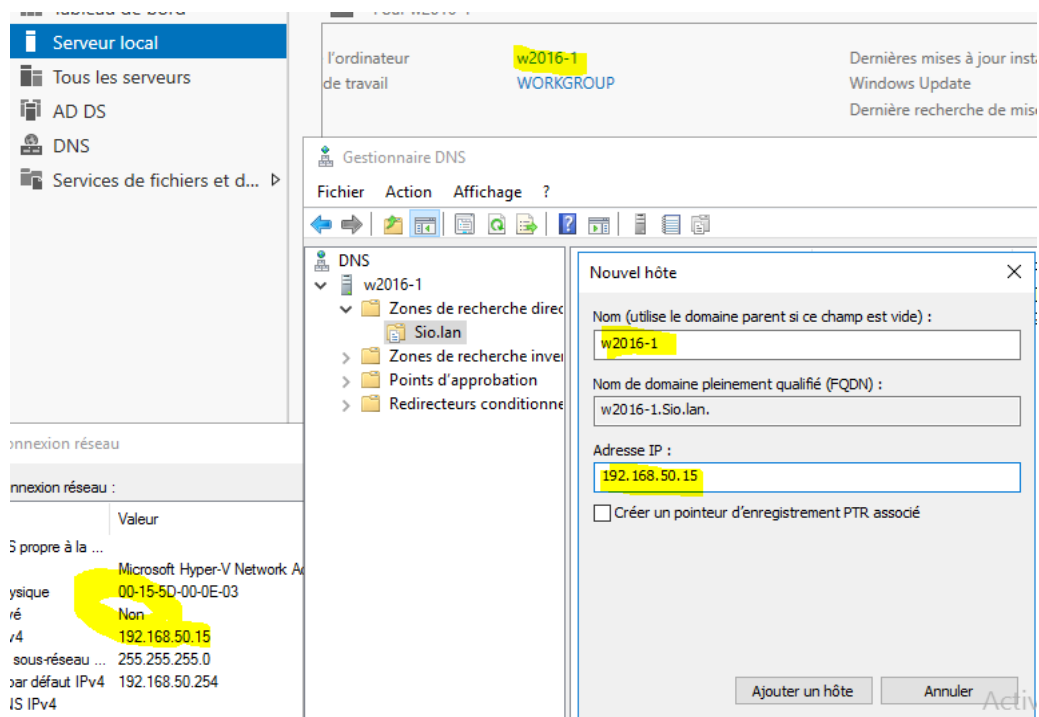 Serveur local
Tous les serveurs
AD DS
DNS
Services de fichiers et d...
l'ordinateur w2016-1
de travail WORKGROUP
Dernières mises à jour inst
Windows Update
Dernière recherche de mis
Gestionnaire DNS
Fichier Action Affichage ?
DNS
w2016-1
Zones de recherche direc
Sio.lan
Zones de recherche inver
Points d'approbation
Redirecteurs conditionne
Nouvel hôte
Nom (utilise le domaine parent si ce champ est vide) :
w2016-1
Nom de domaine pleinement qualifié (FQDN) :
w2016-1.Sio.lan.
Adresse IP :
192.168.50.15
Créer un pointeur d'enregistrement PTR associé
Ajouter un hôte Annuler
Activ
onnexion réseau
nnexion réseau :
Valeur
S propre à la ...
Microsoft Hyper-V Network A
ysique 00-15-5D-00-0E-03
vé Non
v4 192.168.50.15
sous-réseau ... 255.255.255.0
par défaut IPv4 192.168.50.254
NS IPv4